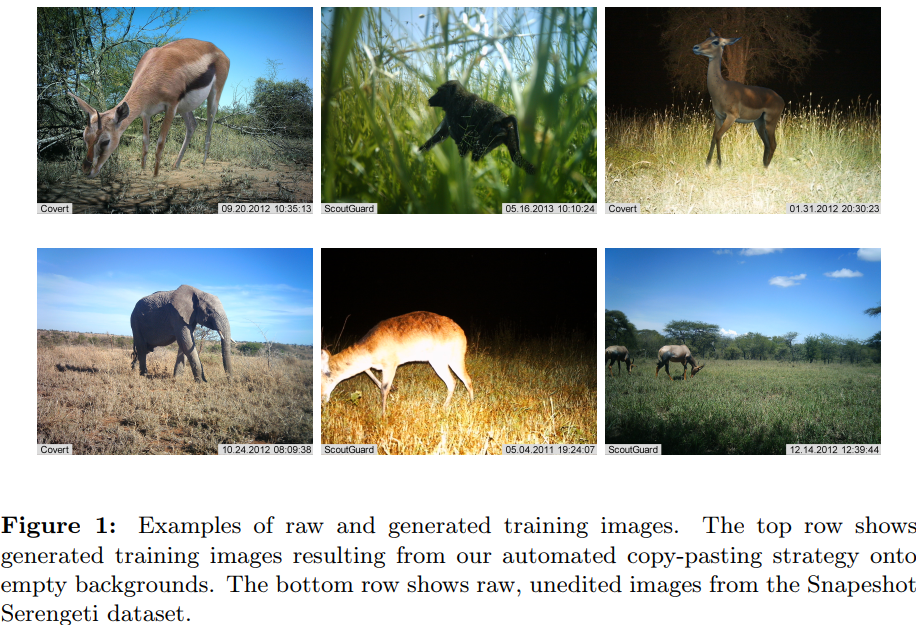 Covert 09.20.2012 10:35:13
ScoutGuard 05.16.2013 10:10:24
Covert 01.31.2012 20:30:23
Covert 10.24.2012 08:09:38
ScoutGuard 05.04.2011 19:24:07
ScoutGuard 12.14.2012 12:39:44
Figure 1: Examples of raw and generated training images. The top row shows
generated training images resulting from our automated copy-pasting strategy onto
empty backgrounds. The bottom row shows raw, unedited images from the Snapeshot
Serengeti dataset.